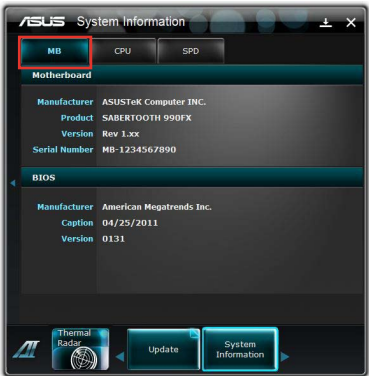 ASUS System Information
MB CPU SPD
Motherboard
Manufacturer ASUSTeK Computer INC.
Product SABERTOOTH 990FX
Version Rev 1.xx
Serial Number MB-1234567890
BIOS
Manufacturer American Megatrends Inc.
Caption 04/25/2011
Version 0131
Thermal
Radar
Update
System
Information